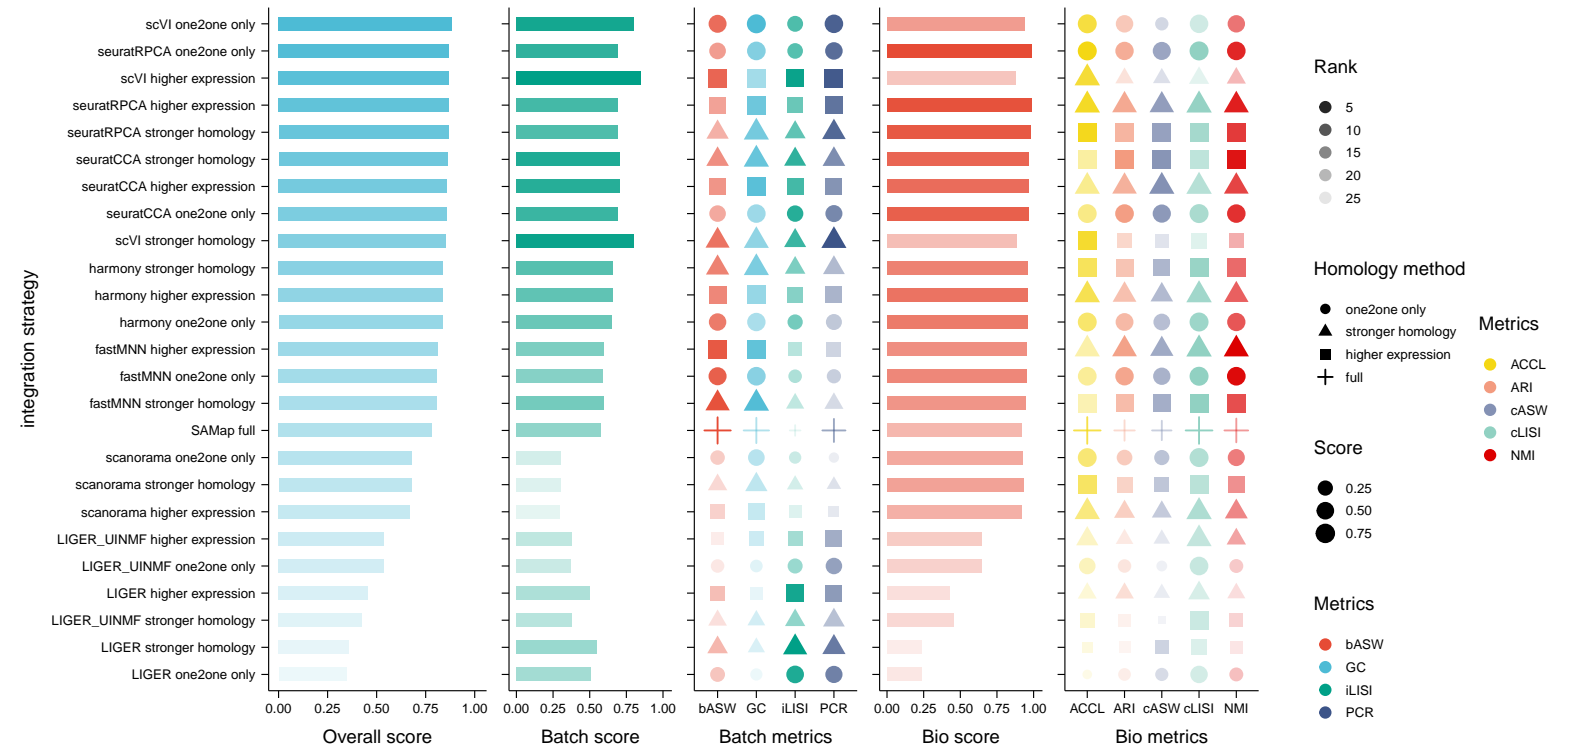 integration strategy
scVI one2one only
seuratRPCA one2one only
scVI higher expression
seuratRPCA higher expression
seuratRPCA stronger homology
seuratCCA stronger homology
seuratCCA higher expression
seuratCCA one2one only
scVI stronger homology
harmony stronger homology
harmony higher expression
harmony one2one only
fastMNN higher expression
fastMNN one2one only
fastMNN stronger homology
SAMap full
scanorama one2one only
scanorama stronger homology
scanorama higher expression
LIGER_UINMF higher expression
LIGER_UINMF one2one only
LIGER higher expression
LIGER_UINMF stronger homology
LIGER stronger homology
LIGER one2one only
0.00 0.25 0.50 0.75 1.00
Overall score
0.00 0.25 0.50 0.75 1.00
Batch score
bASW GC iLISI PCR
Batch metrics
0.00 0.25 0.50 0.75 1.00
Bio score
ACCL ARI cASW cLISI NMI
Bio metrics
Rank
5
10
15
20
25
Homology method
one2one only
stronger homology
higher expression
full
Score
0.25
0.50
0.75
Metrics
bASW
GC
iLISI
PCR
Metrics
ACCL
ARI
cASW
cLISI
NMI